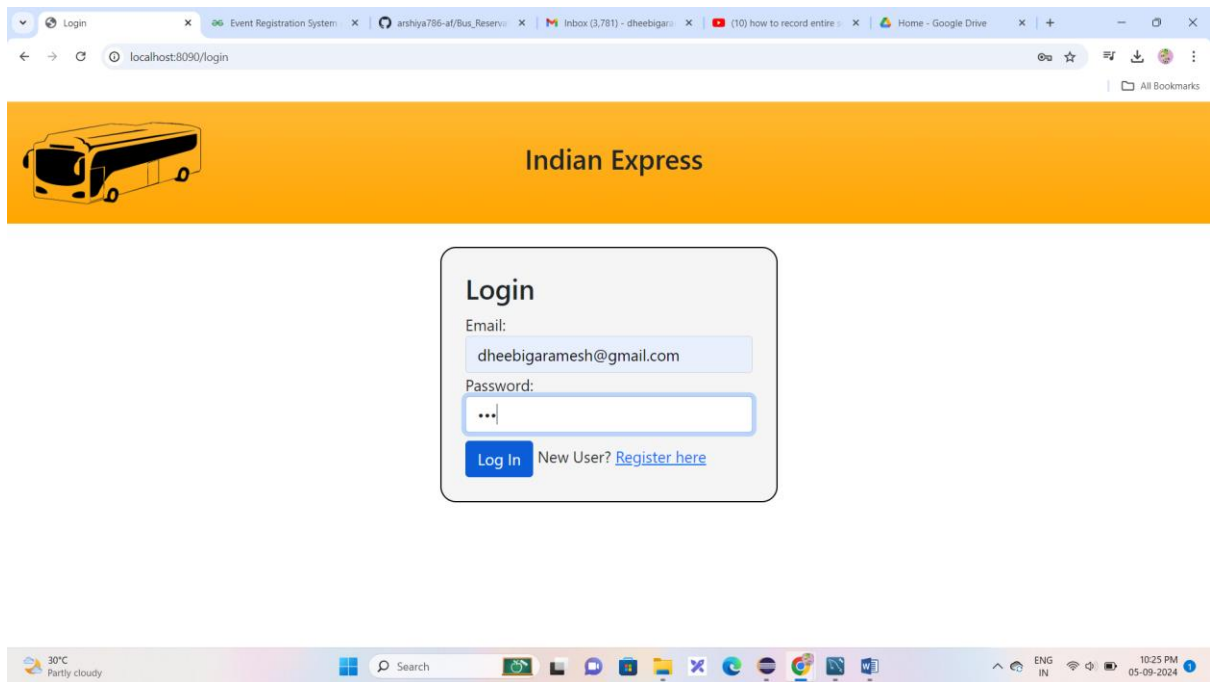 Login
Event Registration System
arshiya786-af/Bus_Reserva
Inbox (3,781) - dheebigara
(10) how to record entire s
Home - Google Drive
localhost:8090/login
All Bookmarks
Indian Express
Login
Email:
dheebigaramesh@gmail.com
Password:
•••
Log In New User? Register here
30°C
Partly cloudy
Search
ENG
IN
10:25 PM
05-09-2024
1